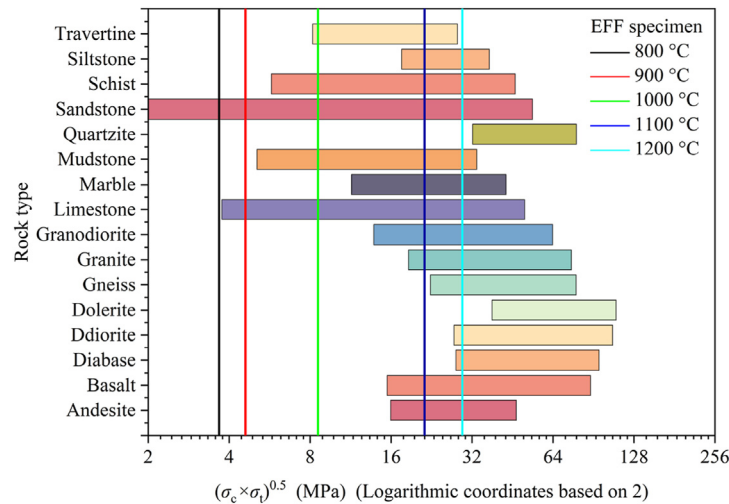 EFF specimen
800 °C
900 °C
1000 °C
1100 °C
1200 °C
Rock type
Travertine
Siltstone
Schist
Sandstone
Quartzite
Mudstone
Marble
Limestone
Granodiorite
Granite
Gneiss
Dolerite
Ddiorite
Diabase
Basalt
Andesite
2 4 8 16 32 64 128 256
(σc×σt)^0.5 (MPa) (Logarithmic coordinates based on 2)